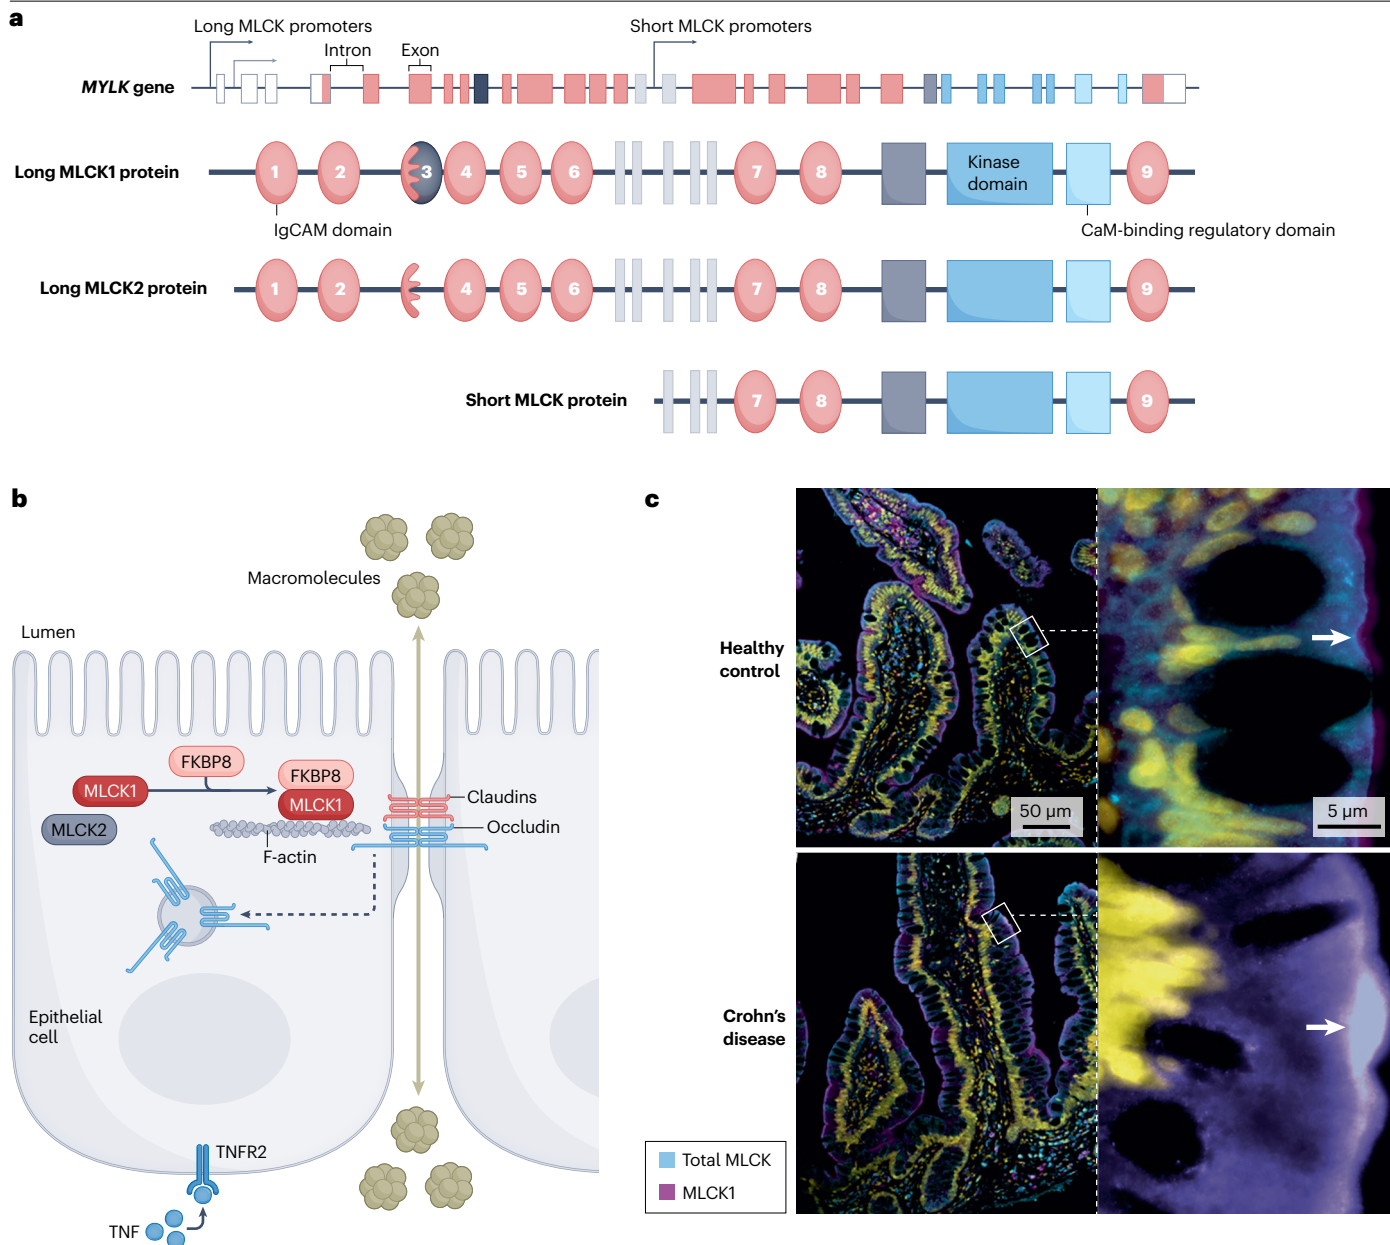 a
Long MLCK promoters
Short MLCK promoters
Intron
Exon
MYLK gene
Long MLCK1 protein
1
2
3
4
5
6
7
8
Kinase
domain
9
IgCAM domain
CaM-binding regulatory domain
Long MLCK2 protein
1
2
4
5
6
7
8
9
Short MLCK protein
7
8
9
b
Macromolecules
Lumen
FKBP8
MLCK1
FKBP8
MLCK1
MLCK2
F-actin
Claudins
Occludin
Epithelial
cell
TNFR2
TNF
c
Healthy
control
50 µm
5 µm
Crohn’s
disease
Total MLCK
MLCK1